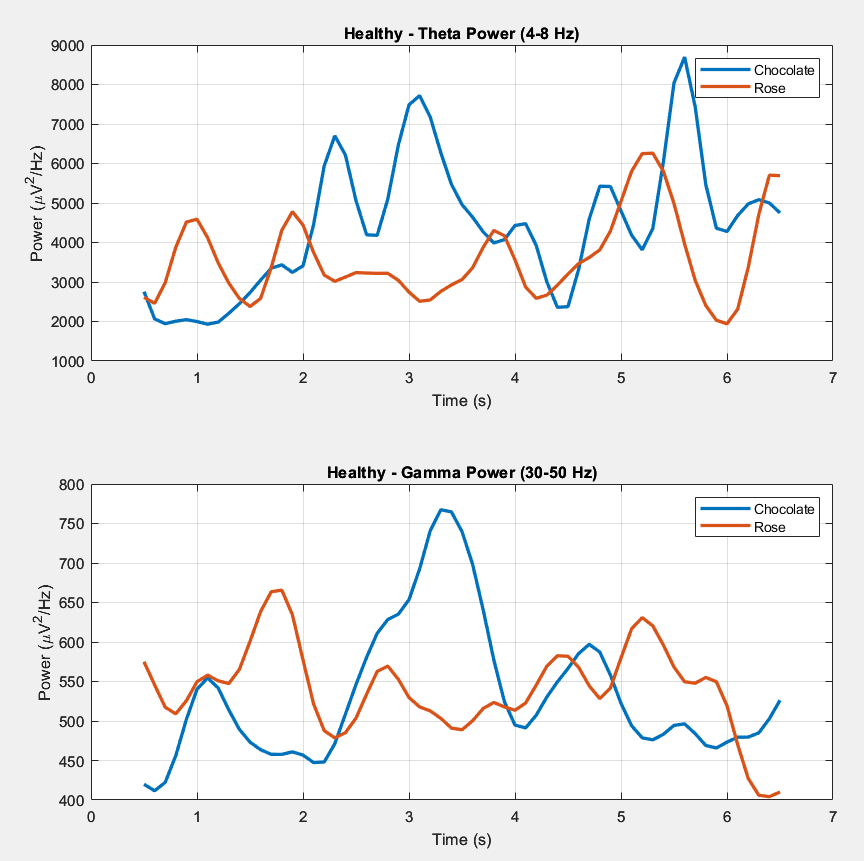 Healthy - Theta Power (4-8 Hz)
Power (μV²/Hz)
9000
8000
7000
6000
5000
4000
3000
2000
1000
Chocolate
Rose
0 1 2 3 4 5 6 7
Time (s)
Healthy - Gamma Power (30-50 Hz)
Power (μV²/Hz)
800
750
700
650
600
550
500
450
400
Chocolate
Rose
0 1 2 3 4 5 6 7
Time (s)